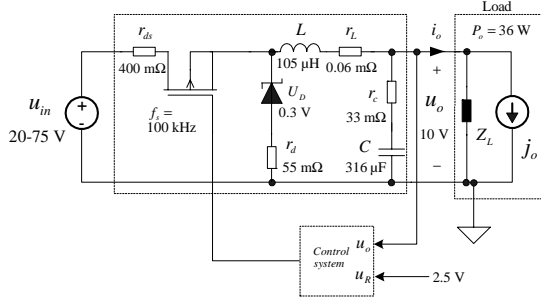 Load
P_o = 36 W
r_ds
400 mΩ
L
105 μH
r_L
0.06 mΩ
i_o
u_in
20-75 V
f_s =
100 kHz
U_D
0.3 V
r_d
55 mΩ
r_c
33 mΩ
C
316 μF
+
u_o
10 V
−
Z_L
j_o
Control
system
u_o
u_R
2.5 V